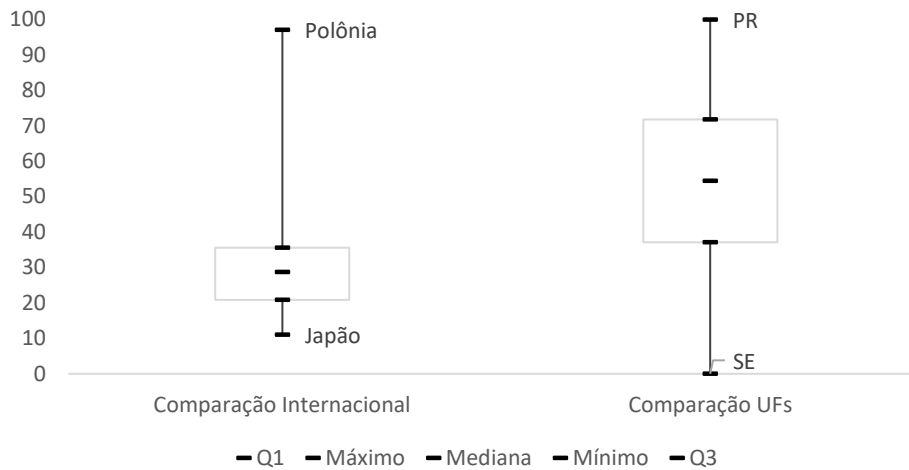 100
Polônia
PR
90
80
70
60
50
40
30
20
10
Japão
SE
0
Comparação Internacional
Comparação UFs
Q1 Máximo Mediana Mínimo Q3